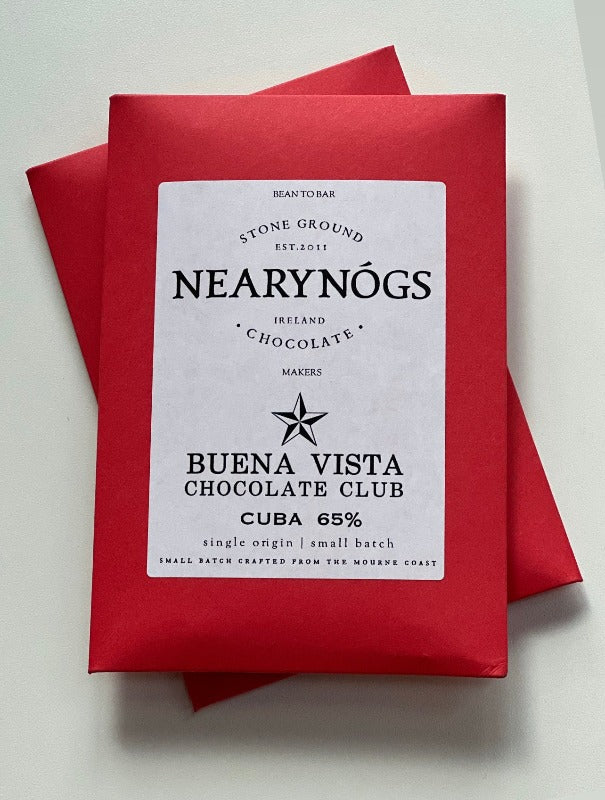 BEAN TO BAR
STONE GROUND
EST.2011
NEARYNÓGS
IRELAND
• CHOCOLATE •
MAKERS
BUENA VISTA
CHOCOLATE CLUB
CUBA 65%
single origin | small batch
SMALL BATCH CRAFTED FROM THE MOURNE COAST